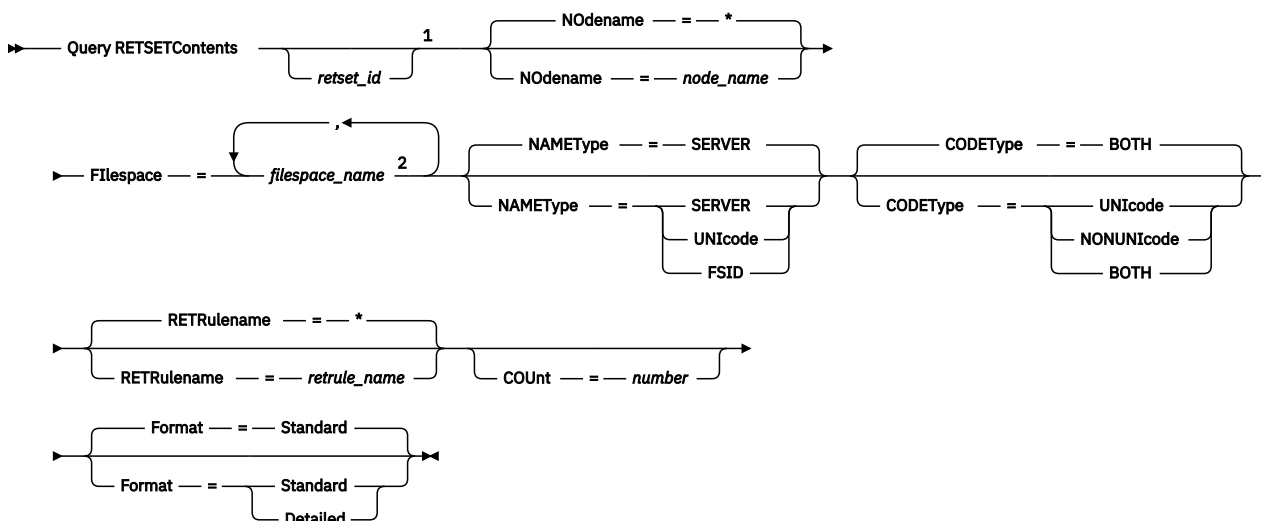 NOdename = *
Query RETSETContents retset_id 1 NOdename = node_name
,
FIlespace = filespace_name 2
NAMEType = SERVER
NAMEType = SERVER
UNIcode
FSID
CODEType = BOTH
CODEType = UNIcode
NONUNIcode
BOTH
RETRulename = *
RETRulename = retrule_name
COUnt = number
Format = Standard
Format = Standard
Detailed